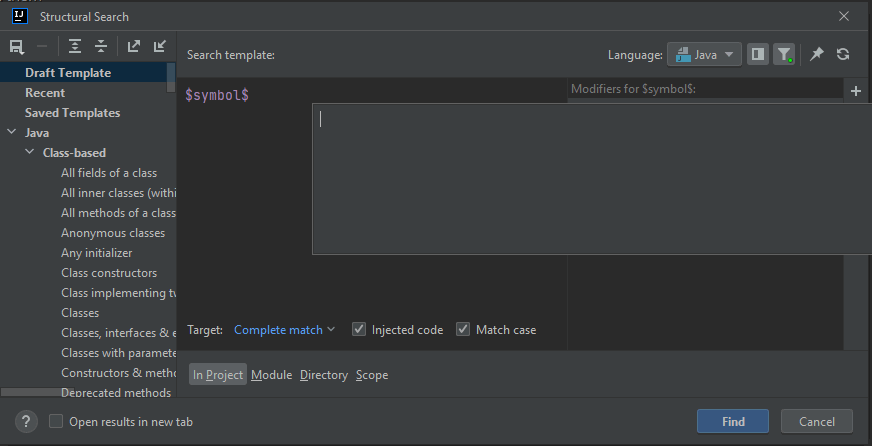 IJ Structural Search
Search template:
Language: Java
Draft Template
Recent
Saved Templates
Java
Class-based
All fields of a class
All inner classes (withi
All methods of a class
Anonymous classes
Any initializer
Class constructors
Class implementing tw
Classes
Classes, interfaces & e
Classes with paramete
Constructors & metho
Deprecated methods
$symbol$
Modifiers for $symbol$:
Target: Complete match Injected code Match case
In Project Module Directory Scope
? Open results in new tab
Find Cancel